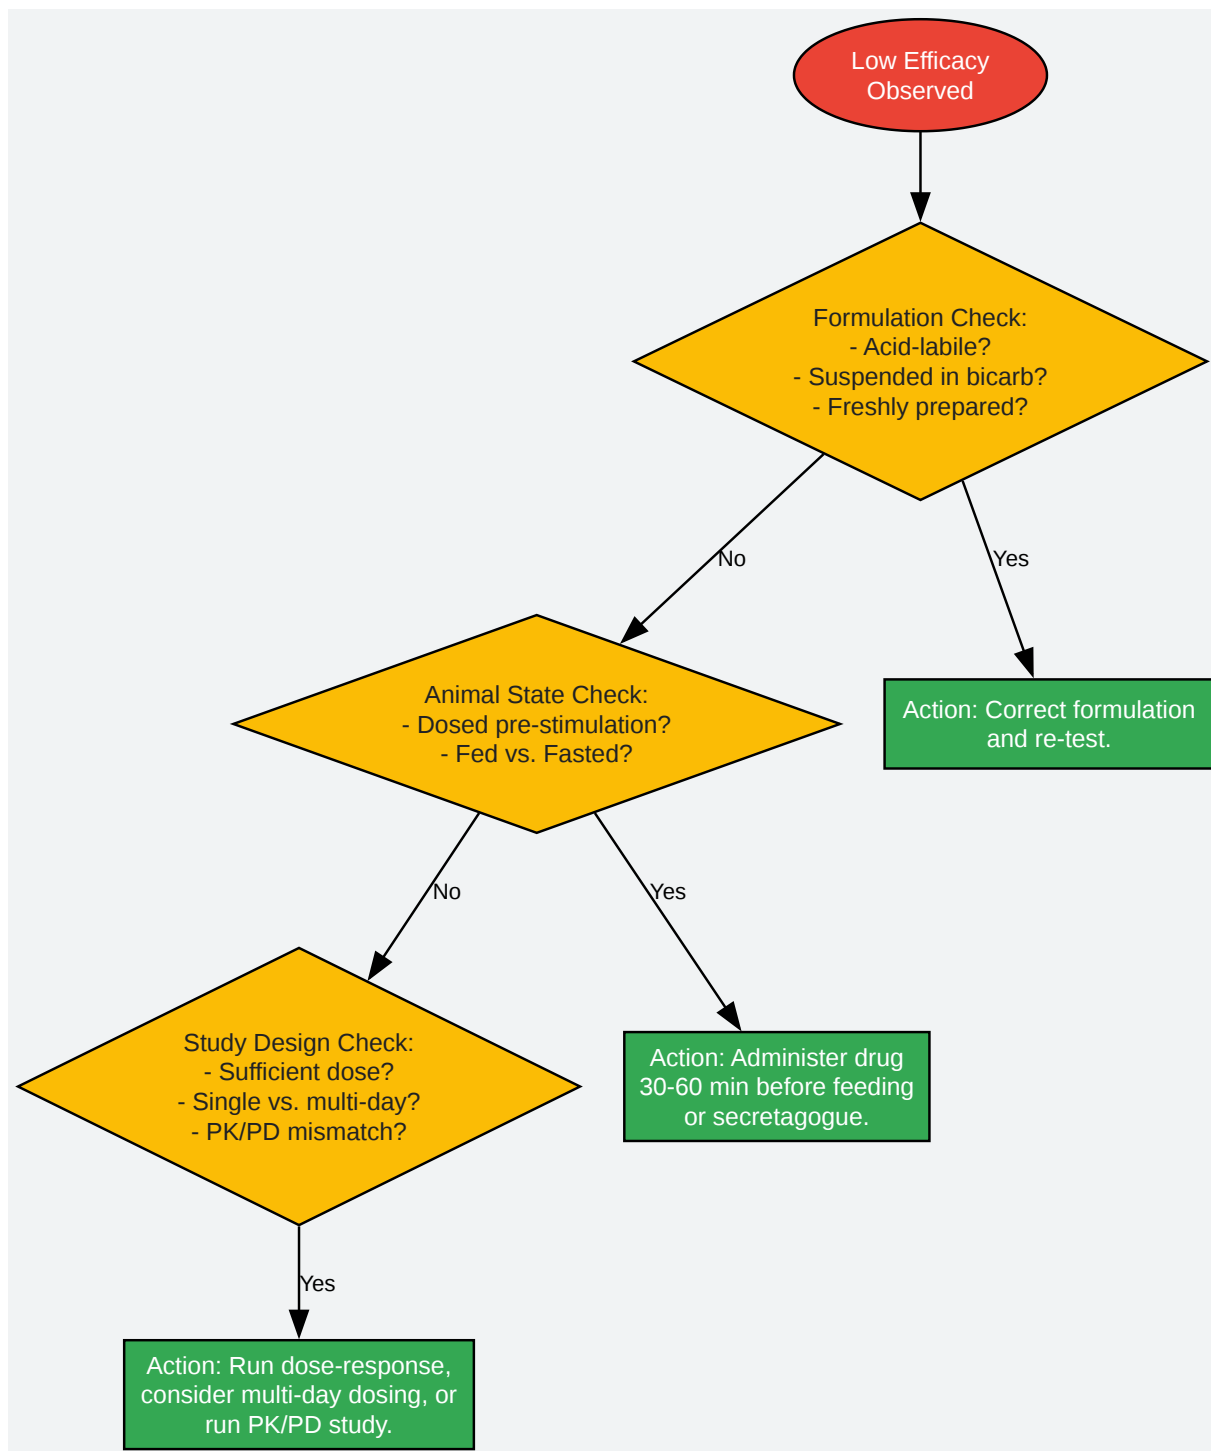 Low Efficacy
Observed
Formulation Check:
- Acid-labile?
- Suspended in bicarb?
- Freshly prepared?
No
Yes
Animal State Check:
- Dosed pre-stimulation?
- Fed vs. Fasted?
Action: Correct formulation
and re-test.
No
Yes
Study Design Check:
- Sufficient dose?
- Single vs. multi-day?
- PK/PD mismatch?
Action: Administer drug
30-60 min before feeding
or secretagogue.
Yes
Action: Run dose-response,
consider multi-day dosing, or
run PK/PD study.